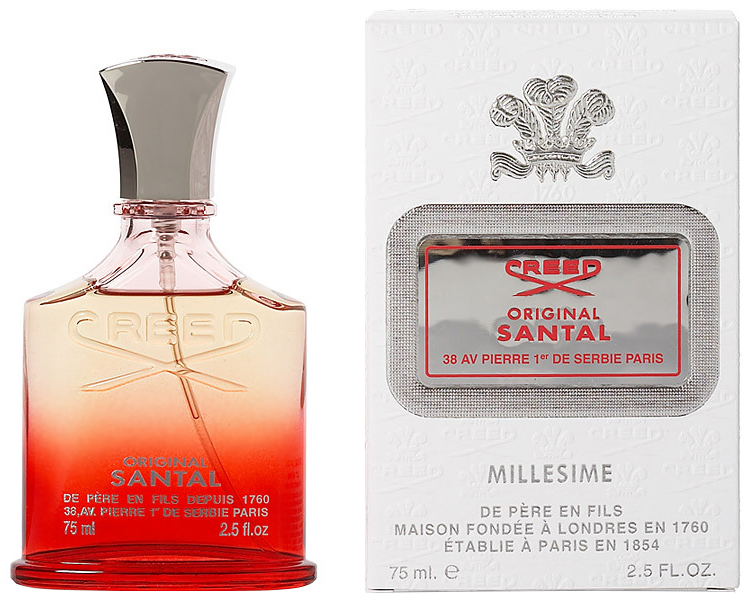 CREED
ORIGINAL
SANTAL
DE PÈRE EN FILS DEPUIS 1760
38, AV. PIERRE 1er DE SERBIE PARIS
75 ml 2.5 fl.oz
1760
CREED
ORIGINAL
SANTAL
38 AV PIERRE 1er DE SERBIE PARIS
MILLESIME
DE PÈRE EN FILS
MAISON FONDÉE À LONDRES EN 1760
ÉTABLIE À PARIS EN 1854
75 ml. e 2.5 FL.OZ.